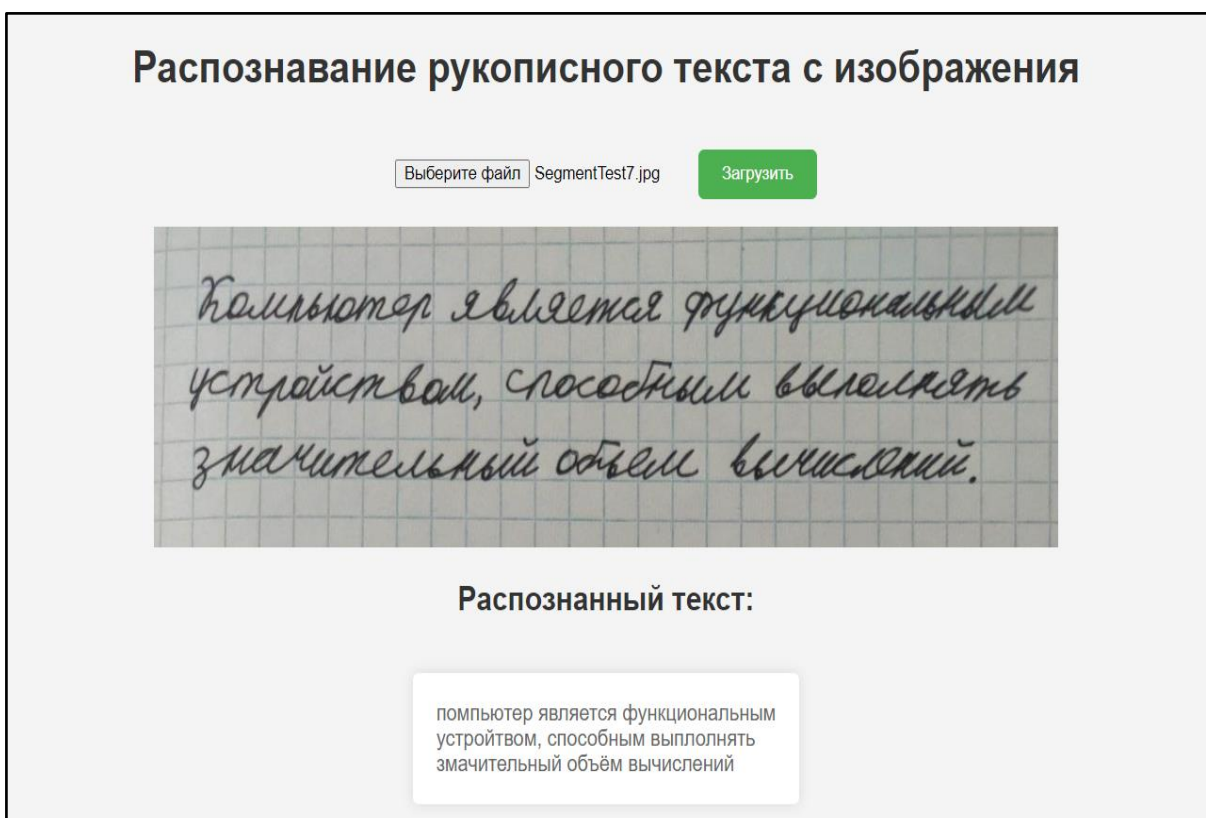 Распознавание рукописного текста с изображения
Выберите файл SegmentTest7.jpg Загрузить
Компьютер является функциональным
устройством, способным выполнять
значительный объем вычислений.
Распознанный текст:
помпьютер является функциональным
устройтвом, способным выплолнять
змачительный объём вычислений